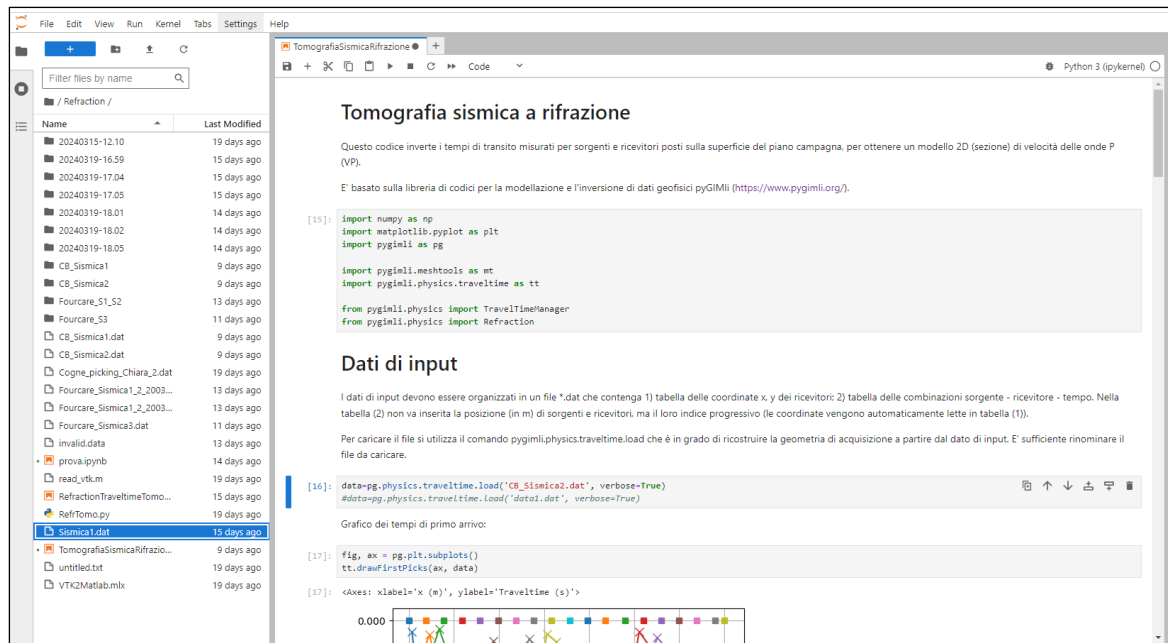 File Edit View Run Kernel Tabs Settings Help
Filter files by name
/ Refraction /
Name Last Modified
20240315-12.10 19 days ago
20240319-16.59 15 days ago
20240319-17.04 15 days ago
20240319-17.05 15 days ago
20240319-18.01 14 days ago
20240319-18.02 14 days ago
20240319-18.05 14 days ago
CB_Sismica1 9 days ago
CB_Sismica2 9 days ago
Fourcare_S1_S2 13 days ago
Fourcare_S3 11 days ago
CB_Sismica1.dat 9 days ago
CB_Sismica2.dat 9 days ago
Cogne_picking_Chiara_2.dat 19 days ago
Fourcare_Sismica1_2_2003... 13 days ago
Fourcare_Sismica1_2_2003... 13 days ago
Fourcare_Sismica3.dat 11 days ago
invalid.data 13 days ago
prova.ipynb 14 days ago
read_vtk.m 19 days ago
RefractionTraveltimeTomo... 15 days ago
RefrTomo.py 19 days ago
Sismica1.dat 15 days ago
TomografiaSismicaRifrazio... 9 days ago
untitled.txt 19 days ago
VTK2Matlab.mlx 19 days ago
TomografiaSismicaRifrazione
Code
Python 3 (ipykernel)
Tomografia sismica a rifrazione
Questo codice inverte i tempi di transito misurati per sorgenti e ricevitori posti sulla superficie del piano campagna, per ottenere un modello 2D (sezione) di velocità delle onde P
(VP).
E' basato sulla libreria di codici per la modellazione e l'inversione di dati geofisici pyGIMli (https://www.pygimli.org/).
[15]: import numpy as np
import matplotlib.pyplot as plt
import pygimli as pg
import pygimli.meshtools as mt
import pygimli.physics.traveltime as tt
from pygimli.physics import TravelTimeManager
from pygimli.physics import Refraction
Dati di input
I dati di input devono essere organizzati in un file *.dat che contenga 1) tabella delle coordinate x, y dei ricevitori; 2) tabella delle combinazioni sorgente - ricevitore - tempo. Nella
tabella (2) non va inserita la posizione (in m) di sorgenti e ricevitori, ma il loro indice progressivo (le coordinate vengono automaticamente lette in tabella (1)).
Per caricare il file si utilizza il comando pygimli.physics.traveltime.load che è in grado di ricostruire la geometria di acquisizione a partire dal dato di input. E' sufficiente rinominare il
file da caricare.
[16]: data=pg.physics.traveltime.load('CB_Sismica2.dat', verbose=True)
#data=pg.physics.traveltime.load('data1.dat', verbose=True)
Grafico dei tempi di primo arrivo:
[17]: fig, ax = pg.plt.subplots()
tt.drawFirstPicks(ax, data)
[17]: <Axes: xlabel='x (m)', ylabel='Traveltime (s)'>
0.000